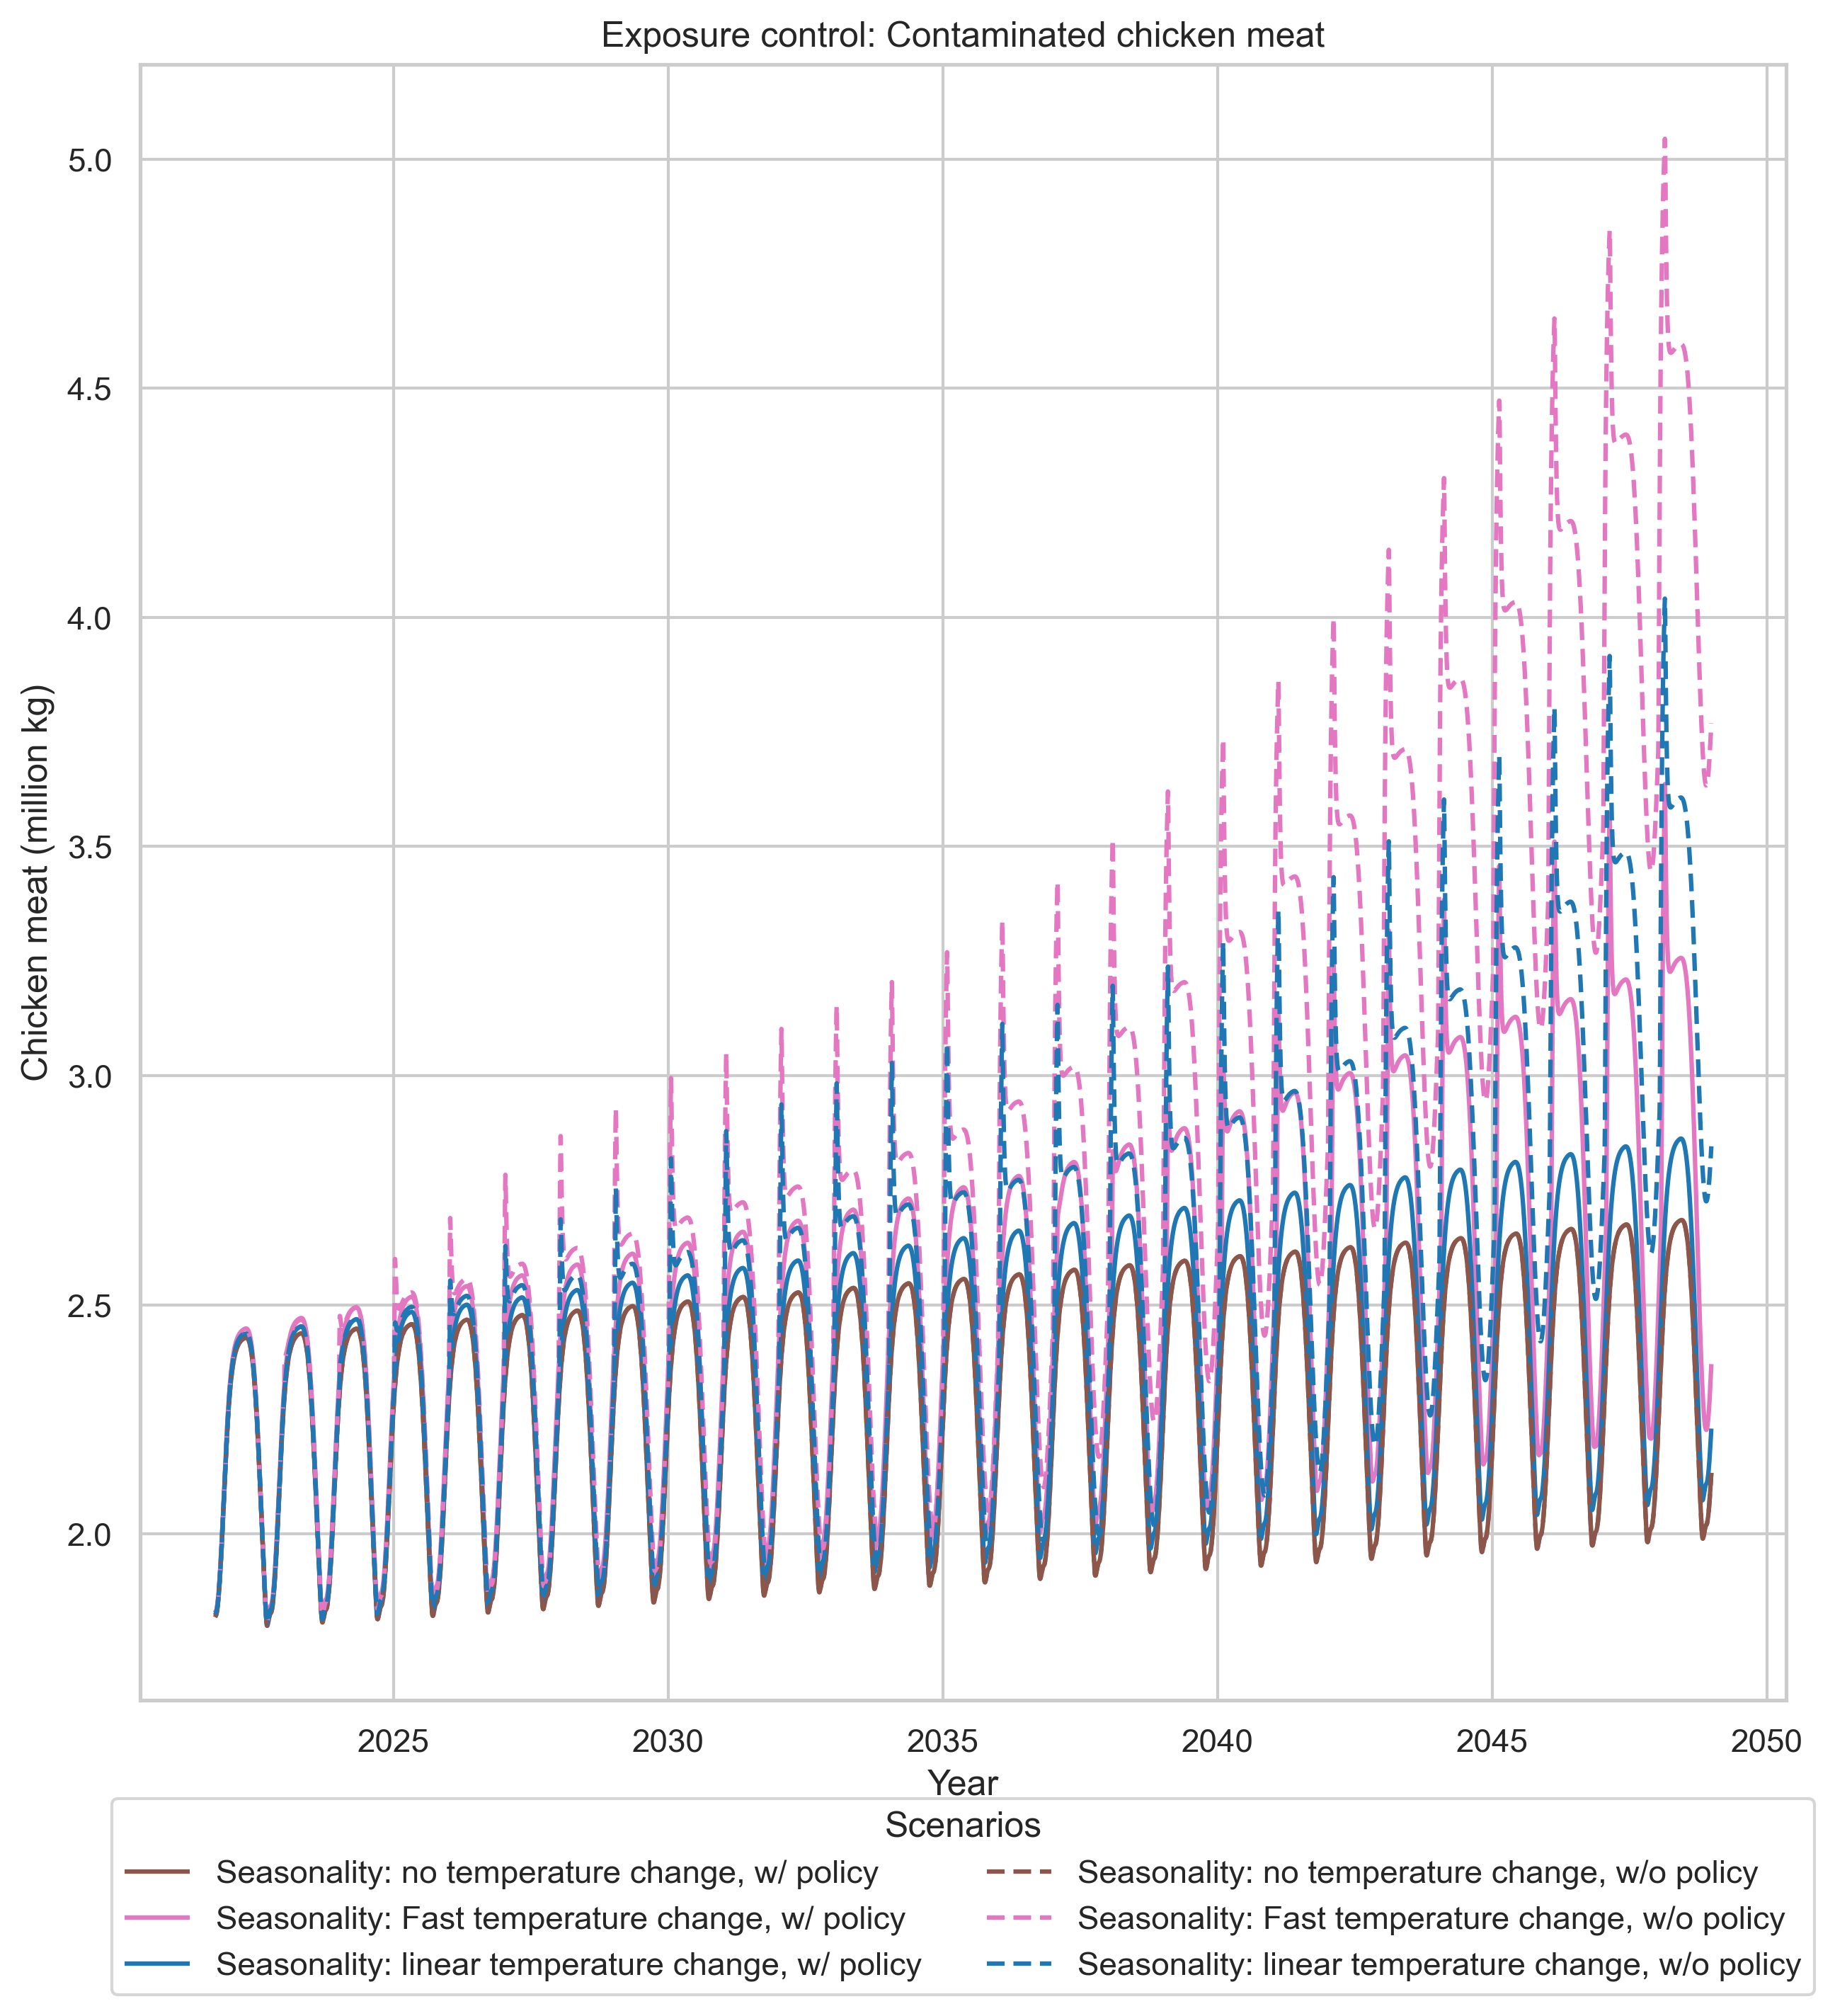 Exposure control: Contaminated chicken meat
5.0
4.5
4.0
3.5
3.0
2.5
2.0
Chicken meat (million kg)
2025 2030 2035 2040 2045 2050
Year
Scenarios
Seasonality: no temperature change, w/ policy
Seasonality: Fast temperature change, w/ policy
Seasonality: linear temperature change, w/ policy
Seasonality: no temperature change, w/o policy
Seasonality: Fast temperature change, w/o policy
Seasonality: linear temperature change, w/o policy